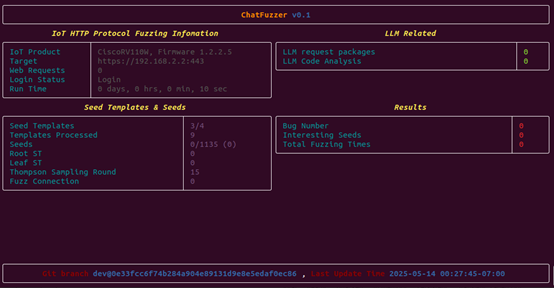 ChatFuzzer v0.1
IoT HTTP Protocol Fuzzing Infonation
IoT Product CiscoRV110W, Firmware 1.2.2.5
Target https://192.168.2.2:443
Web Requests 0
Login Status Login
Run Time 0 days, 0 hrs, 0 min, 10 sec
LLM Related
LLM request packages 0
LLM Code Analysis 0
Seed Templates & Seeds
Seed Templates 3/4
Templates Processed 9
Seeds 0/1135 (0)
Root ST 0
Leaf ST 0
Thompson Sampling Round 15
Fuzz Connection 0
Results
Bug Number 0
Interesting Seeds 0
Total Fuzzing Times 0
Git Branch dev@0e33fcc6f74b284a904e89131d9e8e5edaf0ec86 , Last Update Time 2025-05-14 00:27:45-07:00